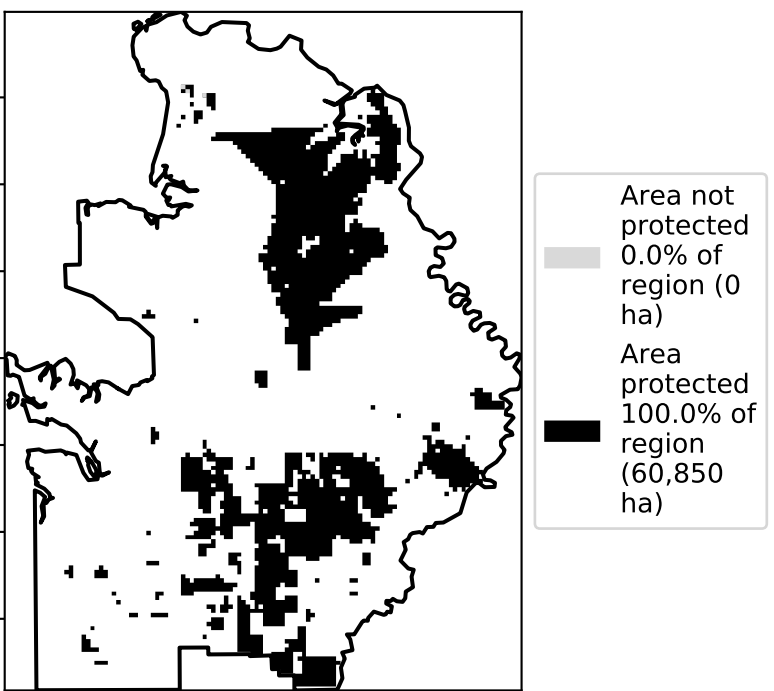 Area not
protected
0.0% of
region (0
ha)
Area
protected
100.0% of
region
(60,850
ha)